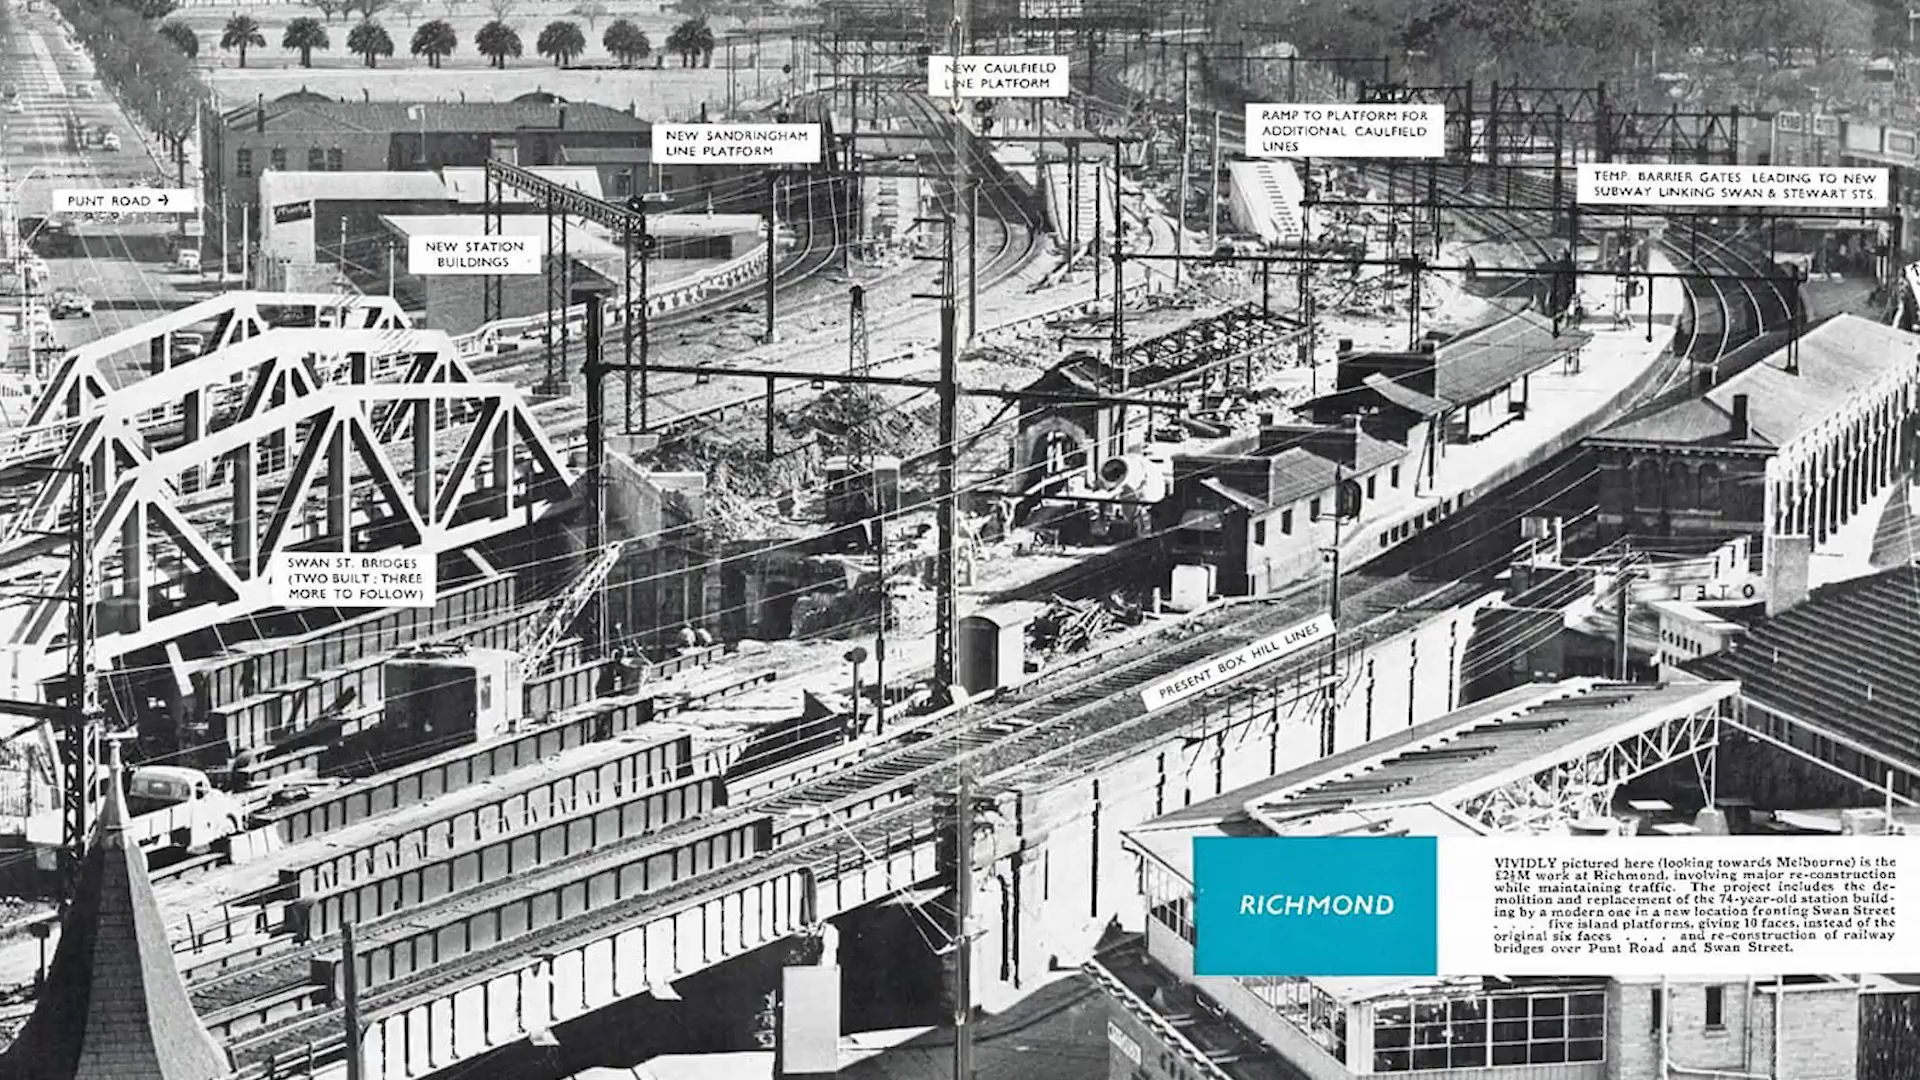 NEW CAULFIELD
LINE PLATFORM
NEW SANDRINGHAM
LINE PLATFORM
RAMP TO PLATFORM FOR
ADDITIONAL CAULFIELD
LINES
TEMP. BARRIER GATES LEADING TO NEW
SUBWAY LINKING SWAN & STEWART STS.
PUNT ROAD →
NEW STATION
BUILDINGS
SWAN ST. BRIDGES
(TWO BUILT : THREE
MORE TO FOLLOW)
PRESENT BOX HILL LINES
RICHMOND
VIVIDLY pictured here (looking towards Melbourne) is the
£2½M work at Richmond, involving major re-construction
while maintaining traffic. The project includes the de-
molition and replacement of the 74-year-old station build-
ing by a modern one in a new location fronting Swan Street
. . . five island platforms, giving 10 faces, instead of the
original six faces . . . and re-construction of railway
bridges over Punt Road and Swan Street.